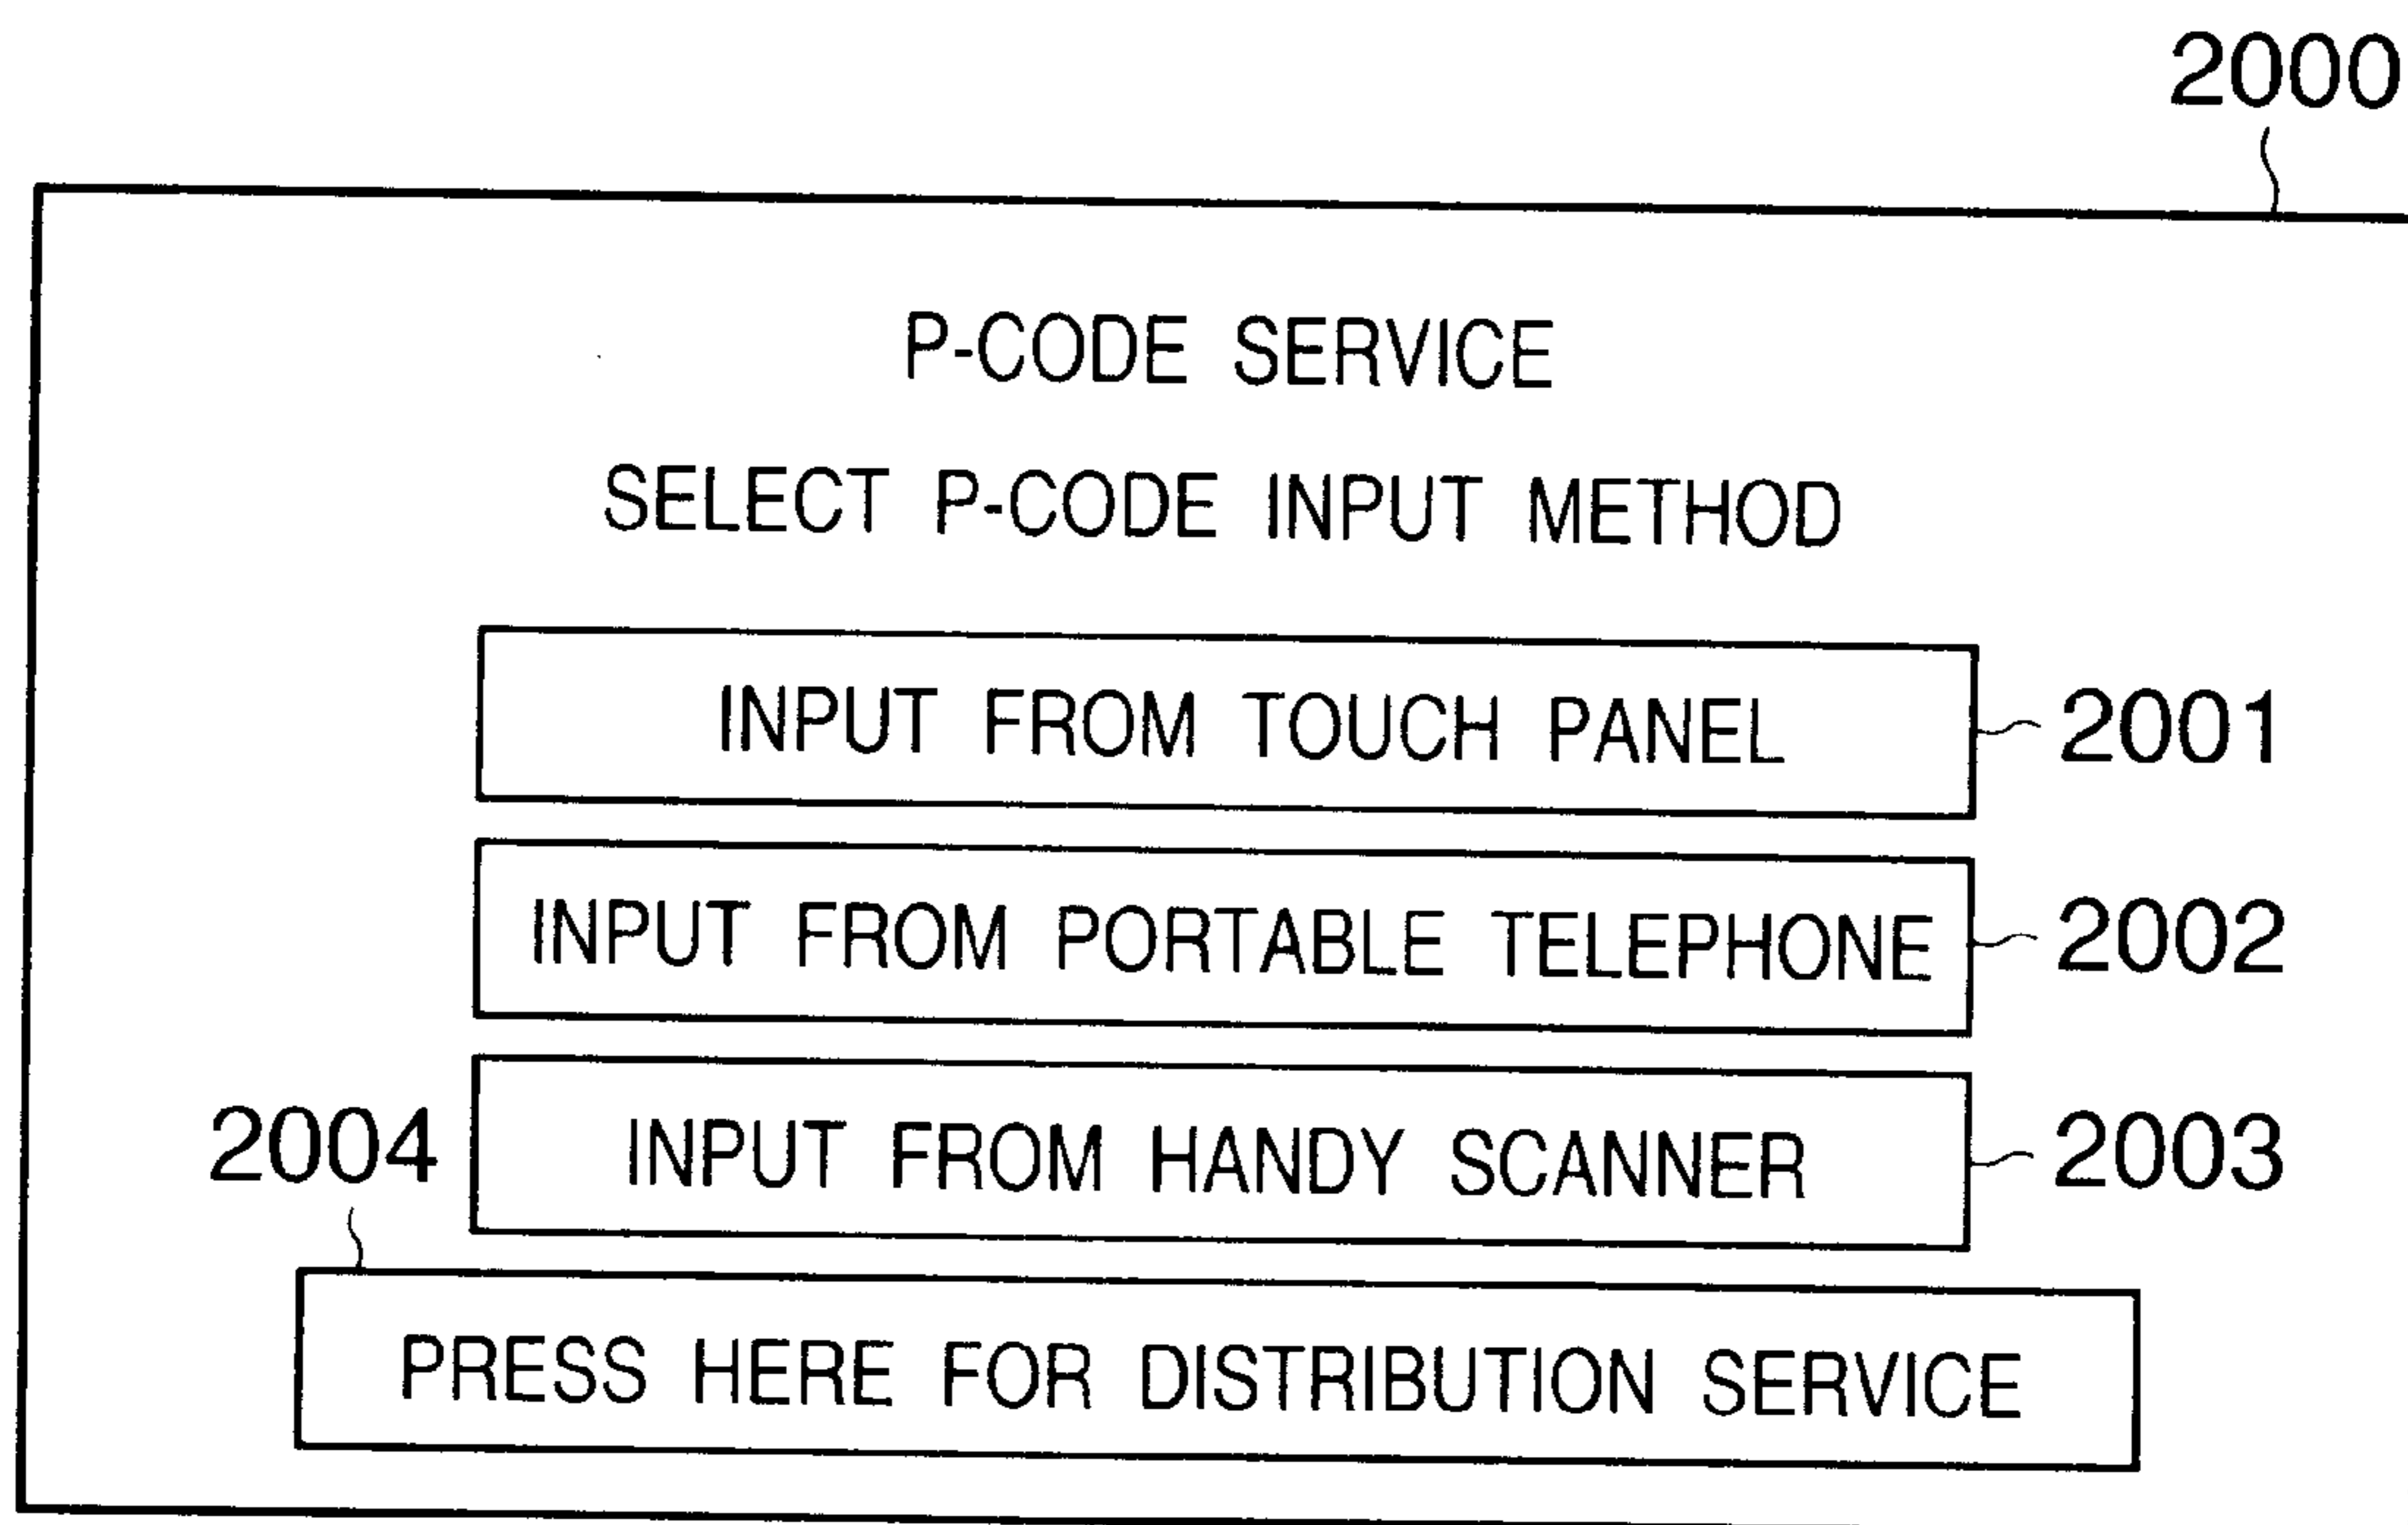 2000
P-CODE SERVICE
SELECT P-CODE INPUT METHOD
INPUT FROM TOUCH PANEL 2001
INPUT FROM PORTABLE TELEPHONE 2002
2004 INPUT FROM HANDY SCANNER 2003
PRESS HERE FOR DISTRIBUTION SERVICE